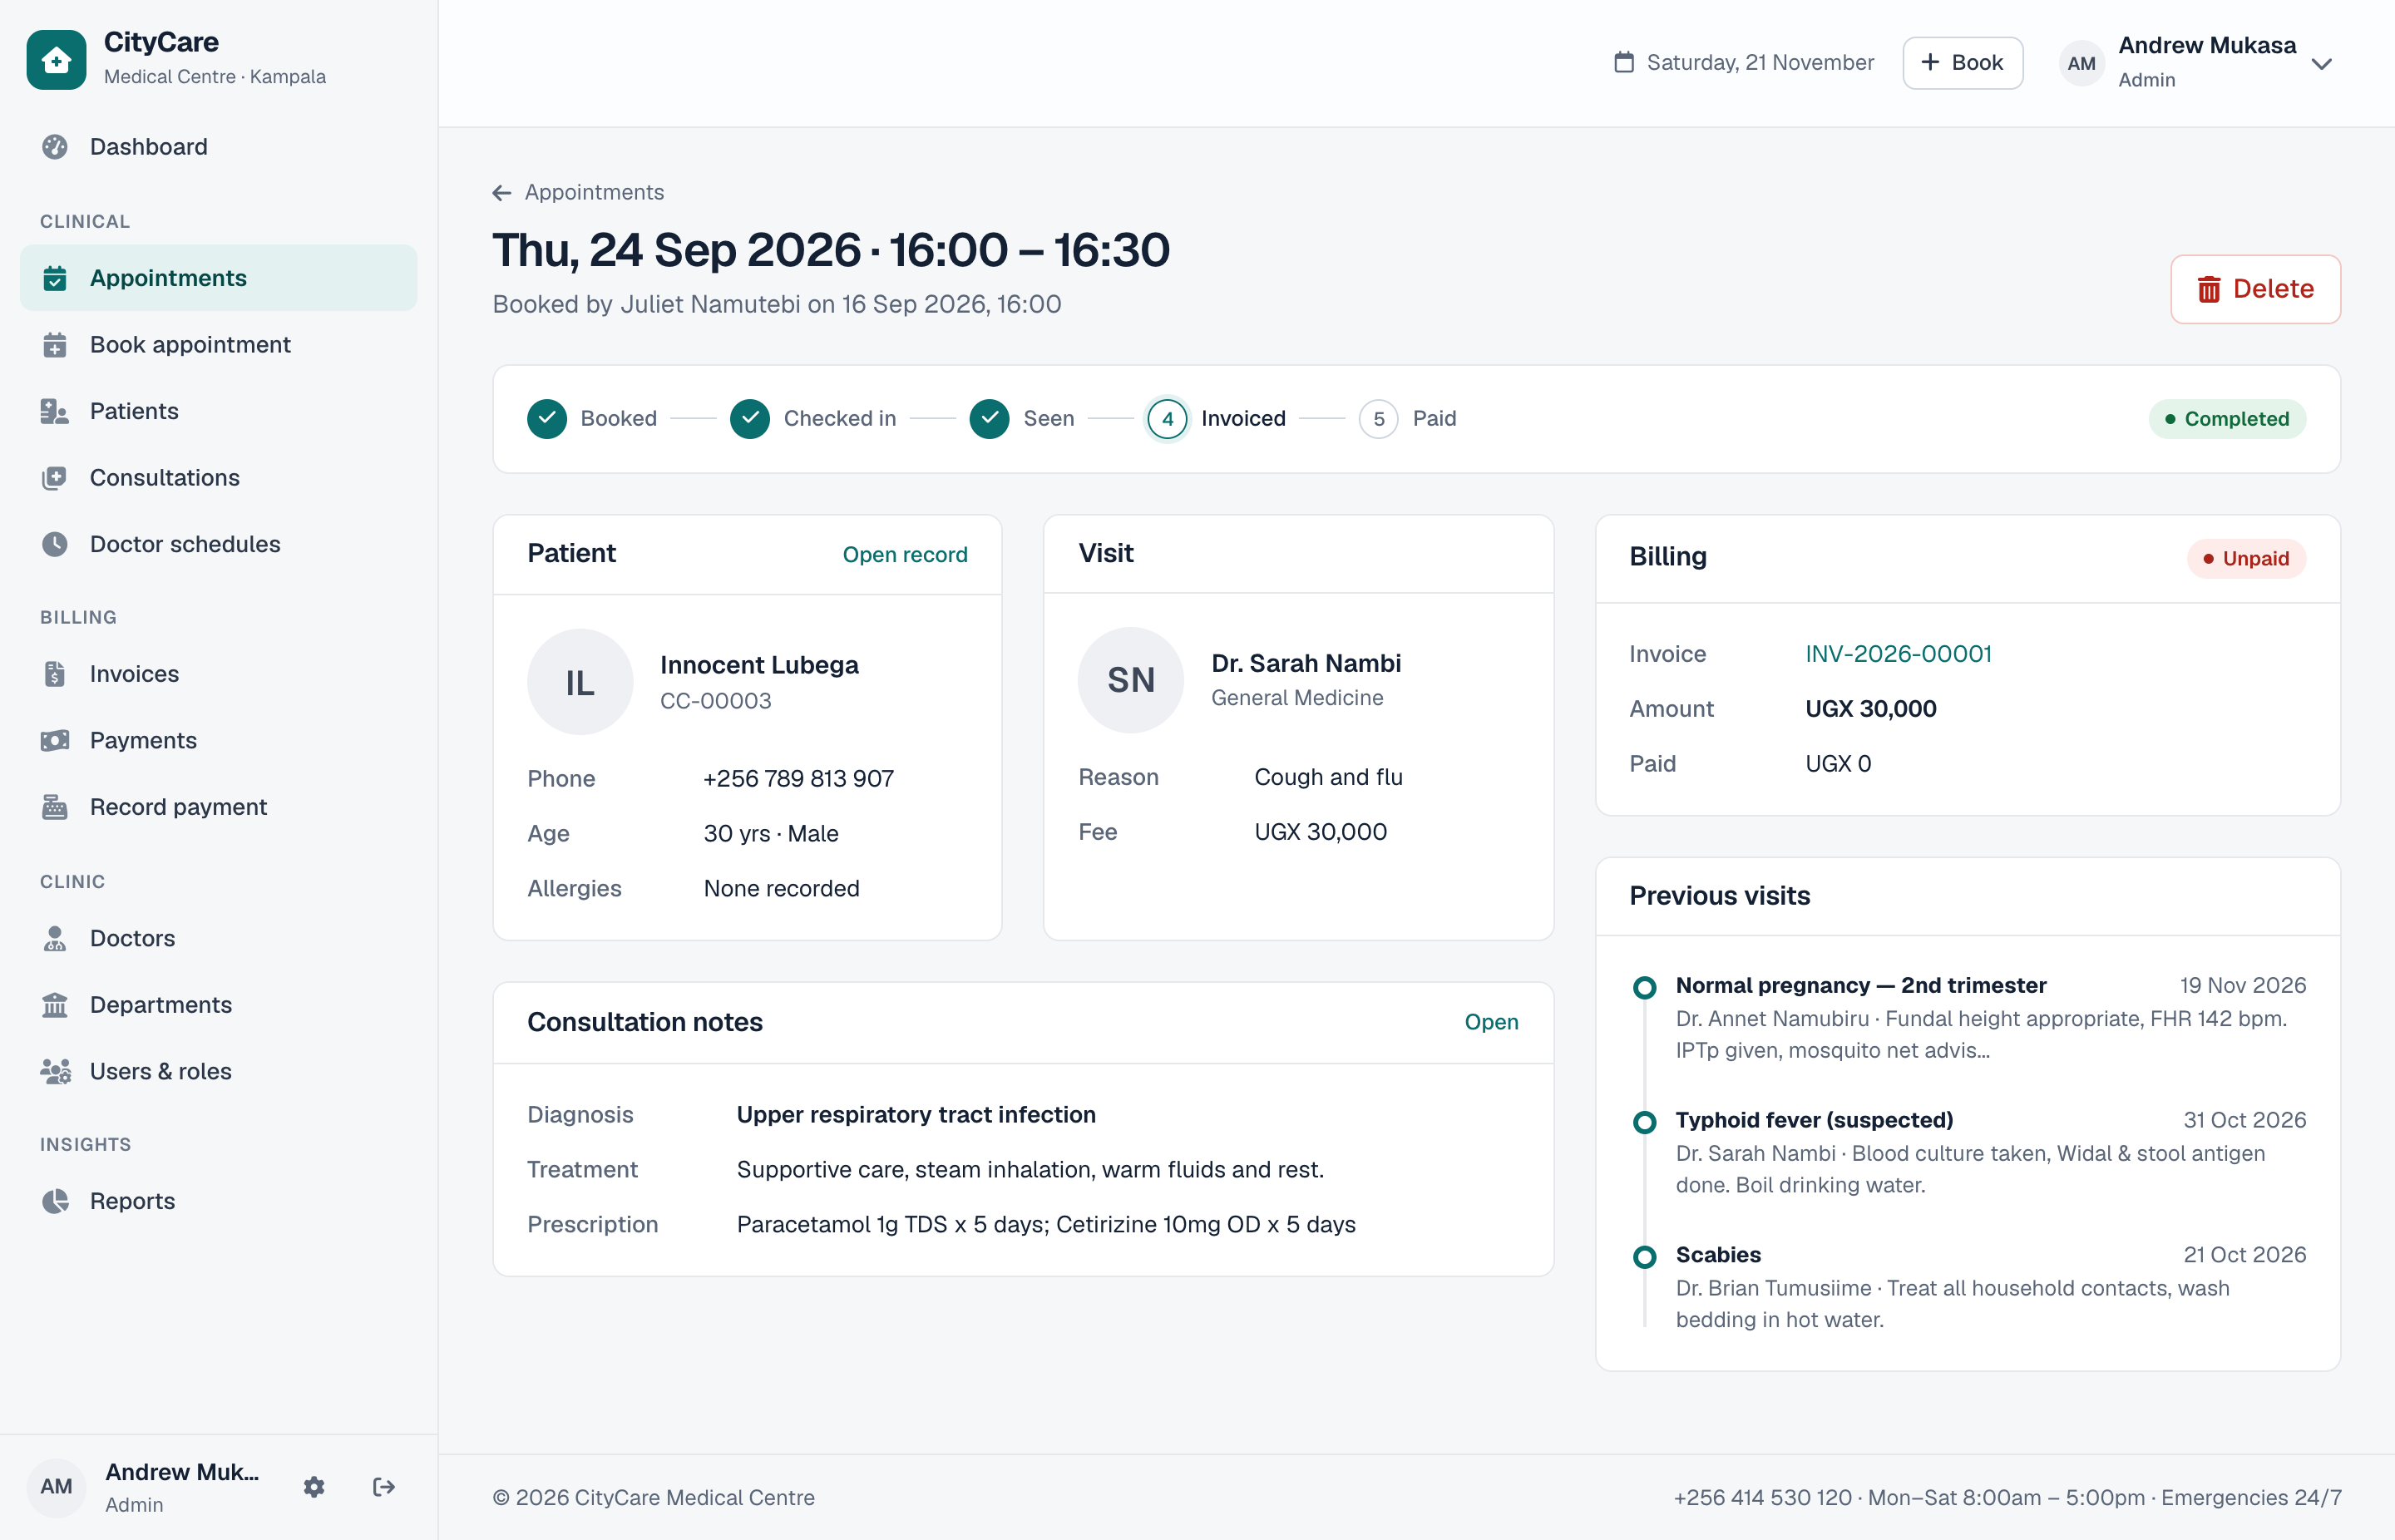 CityCare
Medical Centre · Kampala
Dashboard
CLINICAL
Appointments
Book appointment
Patients
Consultations
Doctor schedules
BILLING
Invoices
Payments
Record payment
CLINIC
Doctors
Departments
Users & roles
INSIGHTS
Reports
AM
Andrew Muk...
Admin
Saturday, 21 November
+ Book
AM
Andrew Mukasa
Admin
← Appointments
Thu, 24 Sep 2026 · 16:00 – 16:30
Booked by Juliet Namutebi on 16 Sep 2026, 16:00
Delete
Booked
Checked in
Seen
4 Invoiced
5 Paid
Completed
Patient
Open record
IL
Innocent Lubega
CC-00003
Phone +256 789 813 907
Age 30 yrs · Male
Allergies None recorded
Visit
SN
Dr. Sarah Nambi
General Medicine
Reason Cough and flu
Fee UGX 30,000
Billing
Unpaid
Invoice INV-2026-00001
Amount UGX 30,000
Paid UGX 0
Consultation notes
Open
Diagnosis Upper respiratory tract infection
Treatment Supportive care, steam inhalation, warm fluids and rest.
Prescription Paracetamol 1g TDS x 5 days; Cetirizine 10mg OD x 5 days
Previous visits
Normal pregnancy — 2nd trimester 19 Nov 2026
Dr. Annet Namubiru · Fundal height appropriate, FHR 142 bpm.
IPTp given, mosquito net advis...
Typhoid fever (suspected) 31 Oct 2026
Dr. Sarah Nambi · Blood culture taken, Widal & stool antigen
done. Boil drinking water.
Scabies 21 Oct 2026
Dr. Brian Tumusiime · Treat all household contacts, wash
bedding in hot water.
© 2026 CityCare Medical Centre
+256 414 530 120 · Mon–Sat 8:00am – 5:00pm · Emergencies 24/7